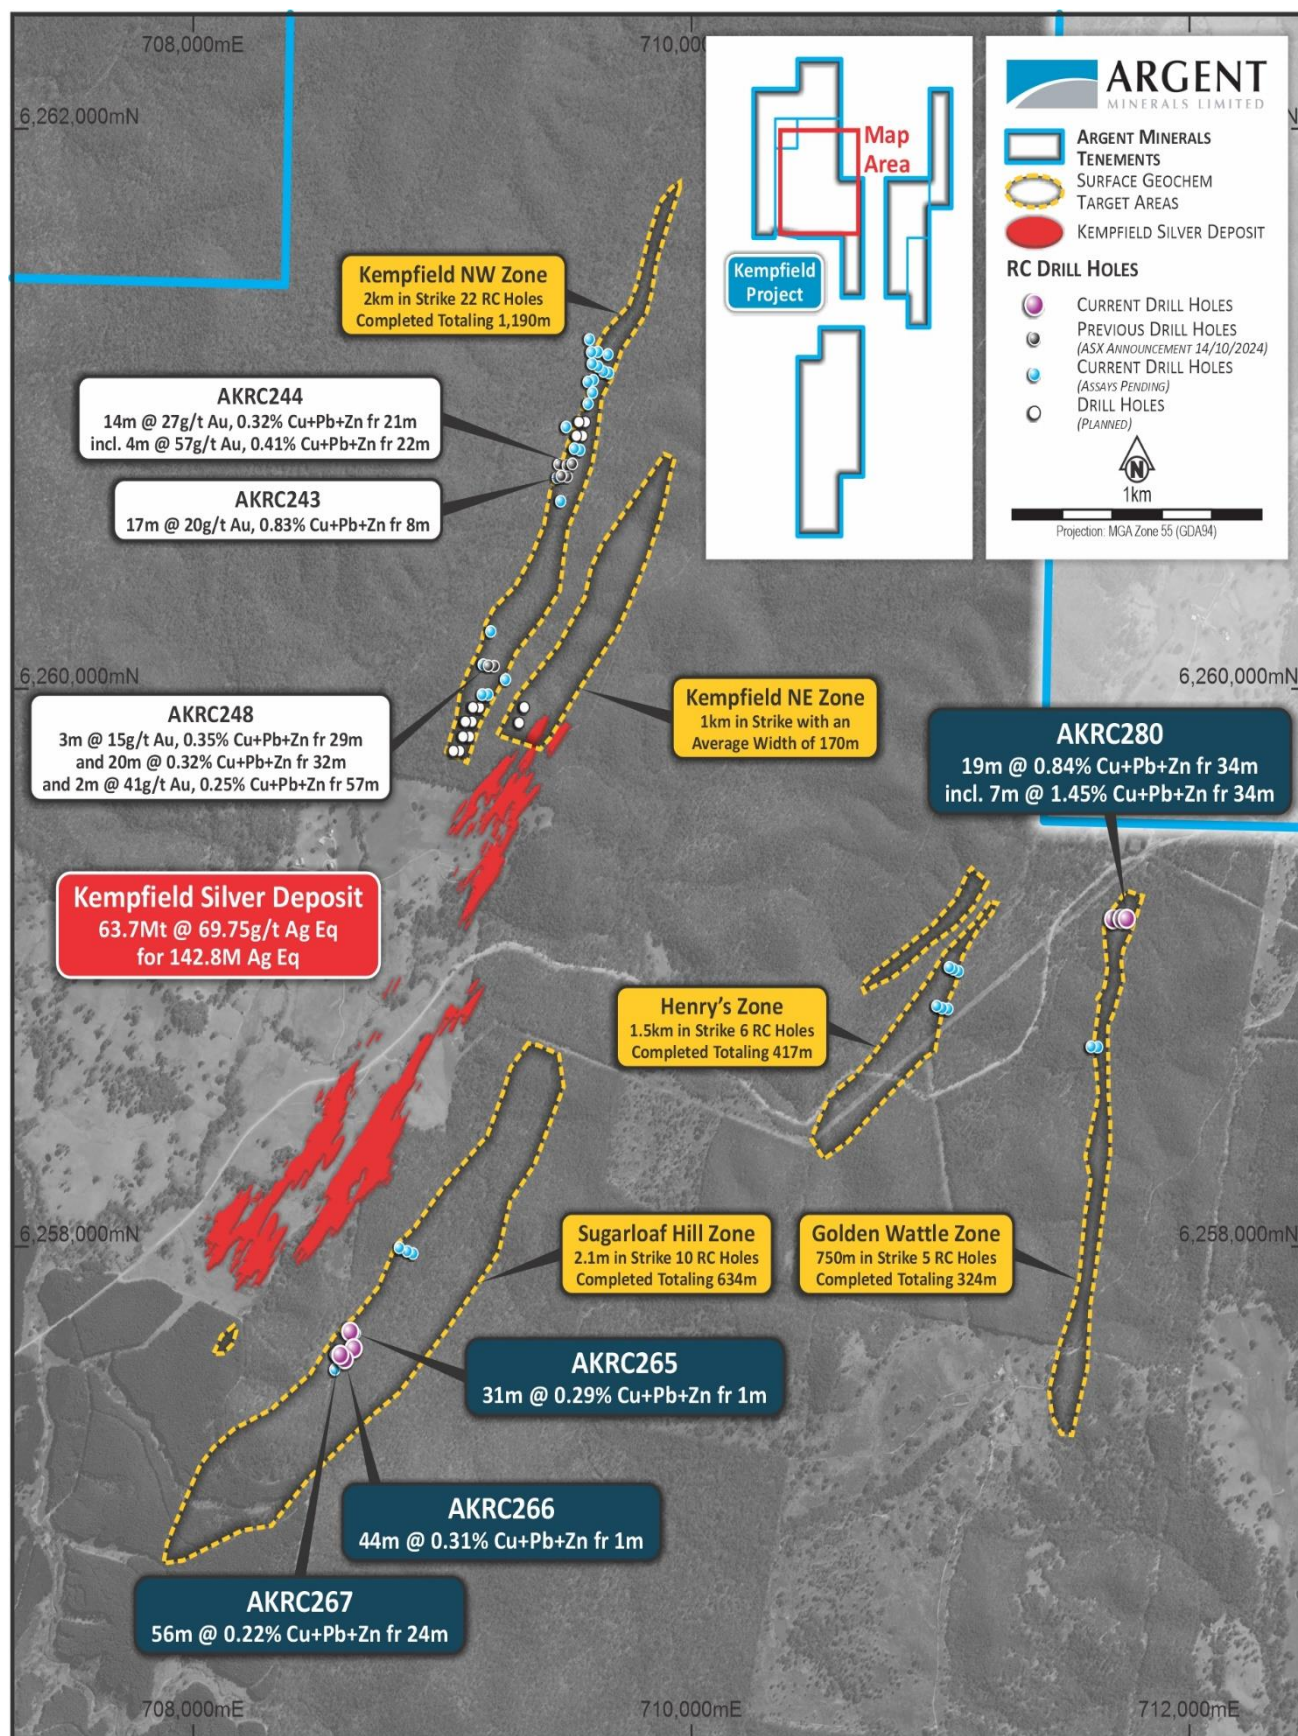 708,000mE
710,000
6,262,000mN
N
Map
Area
Kempfield
Project
ARGENT
MINERALS LIMITED
ARGENT MINERALS
TENEMENTS
SURFACE GEOCHEM
TARGET AREAS
KEMPFIELD SILVER DEPOSIT
RC DRILL HOLES
CURRENT DRILL HOLES
PREVIOUS DRILL HOLES
(ASX ANNOUNCEMENT 14/10/2024)
CURRENT DRILL HOLES
(ASSAYS PENDING)
DRILL HOLES
(PLANNED)
N
1km
Projection: MGA Zone 55 (GDA94)
Kempfield NW Zone
2km in Strike 22 RC Holes
Completed Totaling 1,190m
AKRC244
14m @ 27g/t Au, 0.32% Cu+Pb+Zn fr 21m
incl. 4m @ 57g/t Au, 0.41% Cu+Pb+Zn fr 22m
AKRC243
17m @ 20g/t Au, 0.83% Cu+Pb+Zn fr 8m
6,260,000mN
6,260,000mN
AKRC248
3m @ 15g/t Au, 0.35% Cu+Pb+Zn fr 29m
and 20m @ 0.32% Cu+Pb+Zn fr 32m
and 2m @ 41g/t Au, 0.25% Cu+Pb+Zn fr 57m
Kempfield NE Zone
1km in Strike with an
Average Width of 170m
AKRC280
19m @ 0.84% Cu+Pb+Zn fr 34m
incl. 7m @ 1.45% Cu+Pb+Zn fr 34m
Kempfield Silver Deposit
63.7Mt @ 69.75g/t Ag Eq
for 142.8M Ag Eq
Henry's Zone
1.5km in Strike 6 RC Holes
Completed Totaling 417m
6,258,000mN
6,258,000mN
Sugarloaf Hill Zone
2.1m in Strike 10 RC Holes
Completed Totaling 634m
Golden Wattle Zone
750m in Strike 5 RC Holes
Completed Totaling 324m
AKRC265
31m @ 0.29% Cu+Pb+Zn fr 1m
AKRC266
44m @ 0.31% Cu+Pb+Zn fr 1m
AKRC267
56m @ 0.22% Cu+Pb+Zn fr 24m
708,000mE
710,000mE
712,000mE